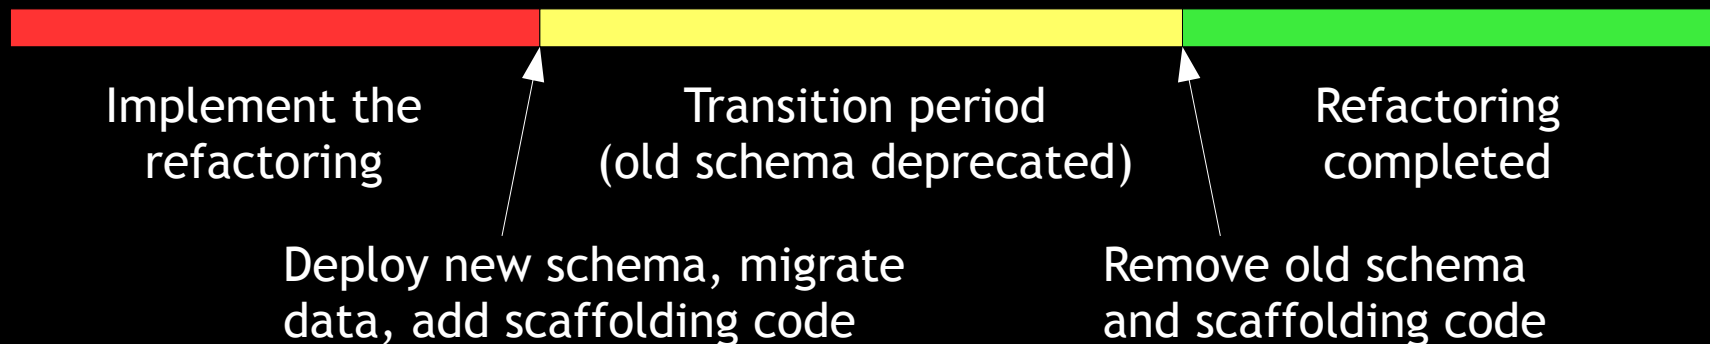 Implement the
refactoring
Transition period
(old schema deprecated)
Refactoring
completed
Deploy new schema, migrate
data, add scaffolding code
Remove old schema
and scaffolding code